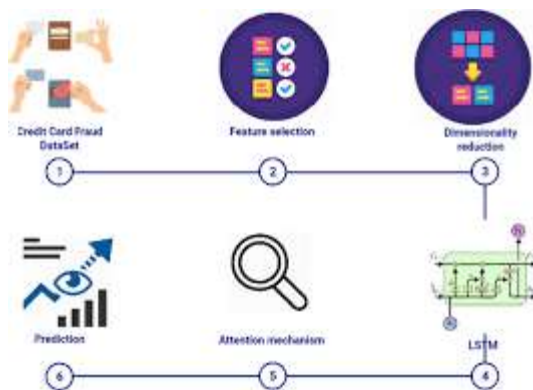 Credit Card Fraud
DataSet
Feature selection
Dimensionality
reduction
1
2
3
Prediction
Attention mechanism
LSTM
6
5
4